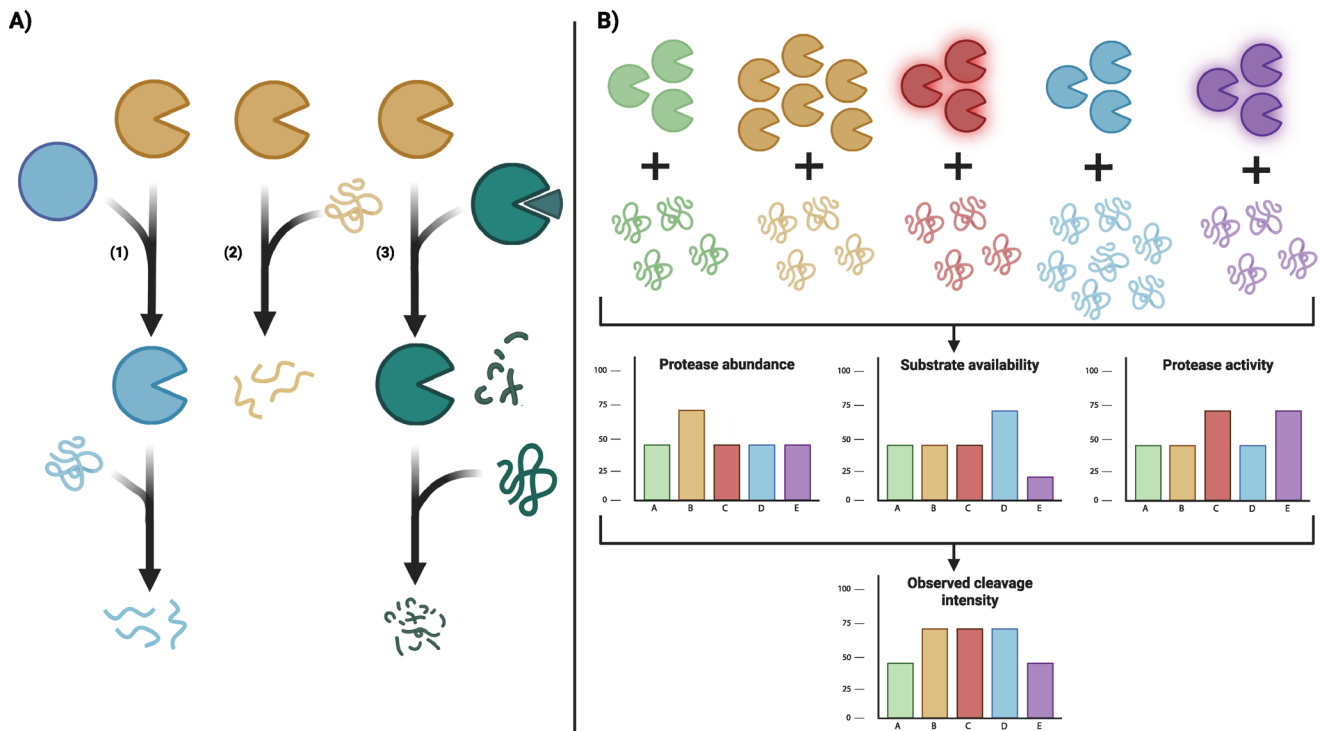 A)
B)
(1)
(2)
(3)
Protease abundance
100
75
50
25
0
A B C D E
Substrate availability
100
75
50
25
0
A B C D E
Protease activity
100
75
50
25
0
A B C D E
Observed cleavage
intensity
100
75
50
25
0
A B C D E